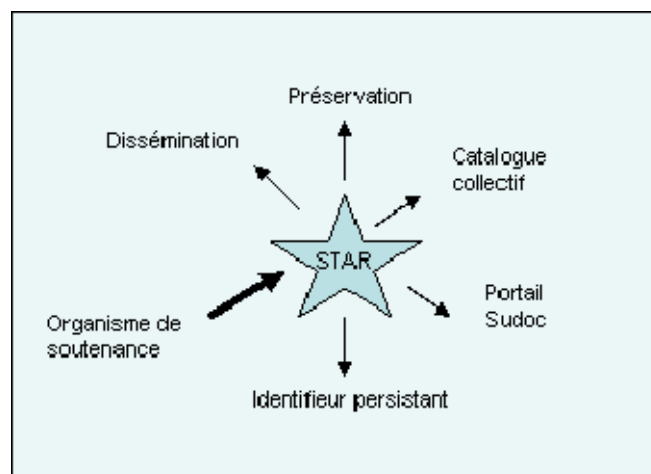 Préservation
Dissémination
Catalogue
collectif
STAR
Portail
Sudoc
Organisme de
soutenance
Identifieur persistant